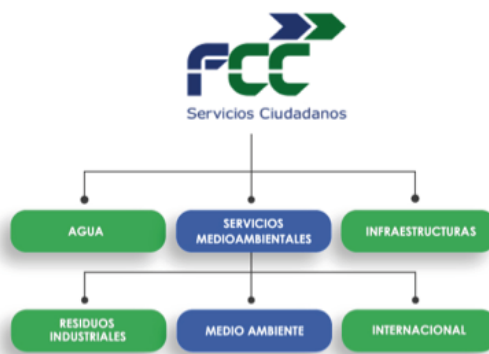 FCC
Servicios Ciudadanos
AGUA
SERVICIOS
MEDIOAMBIENTALES
INFRAESTRUCTURAS
RESIDUOS
INDUSTRIALES
MEDIO AMBIENTE
INTERNACIONAL